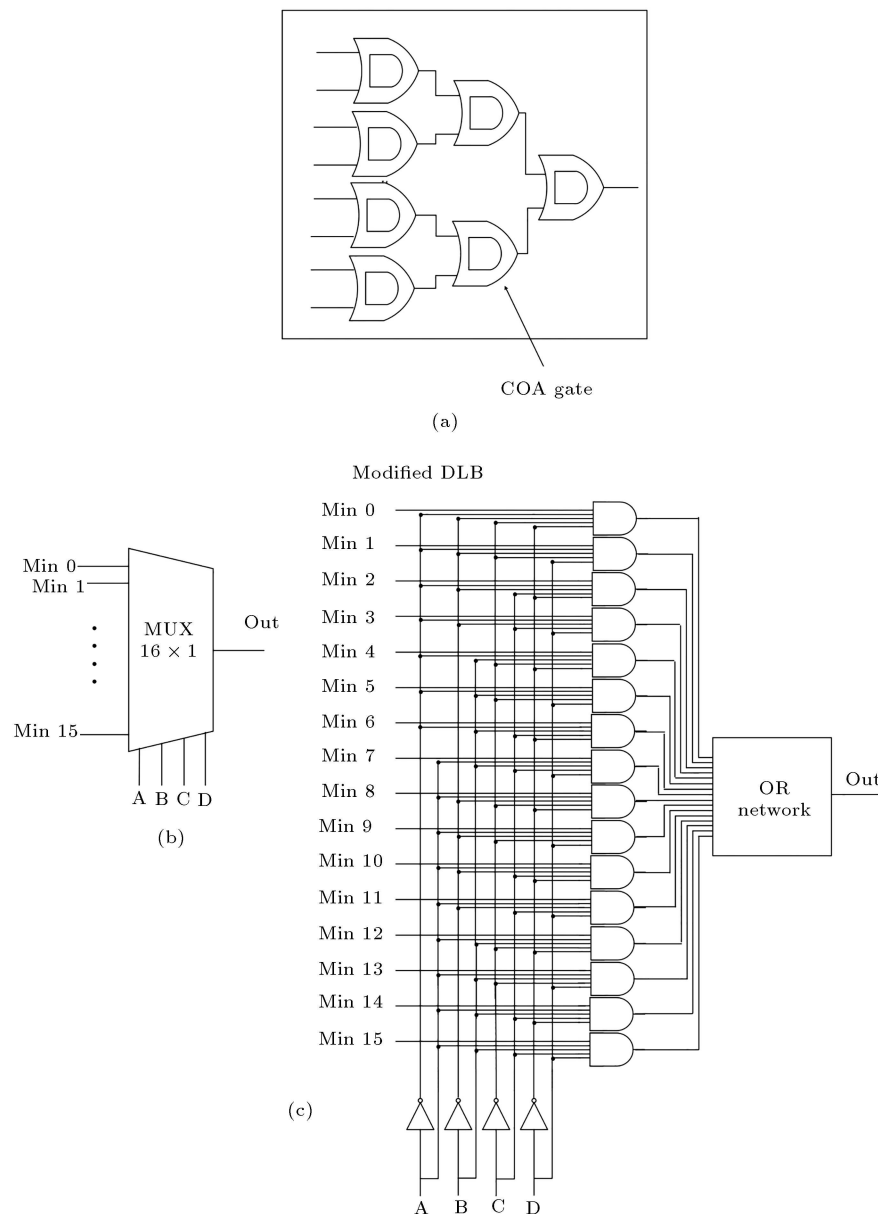 COA gate
(a)
Modified DLB
Min 0
Min 1
MUX
16 × 1
Out
Min 15
A B C D
(b)
Min 0
Min 1
Min 2
Min 3
Min 4
Min 5
Min 6
Min 7
Min 8
Min 9
Min 10
Min 11
Min 12
Min 13
Min 14
Min 15
OR
network
Out
(c)
A B C D